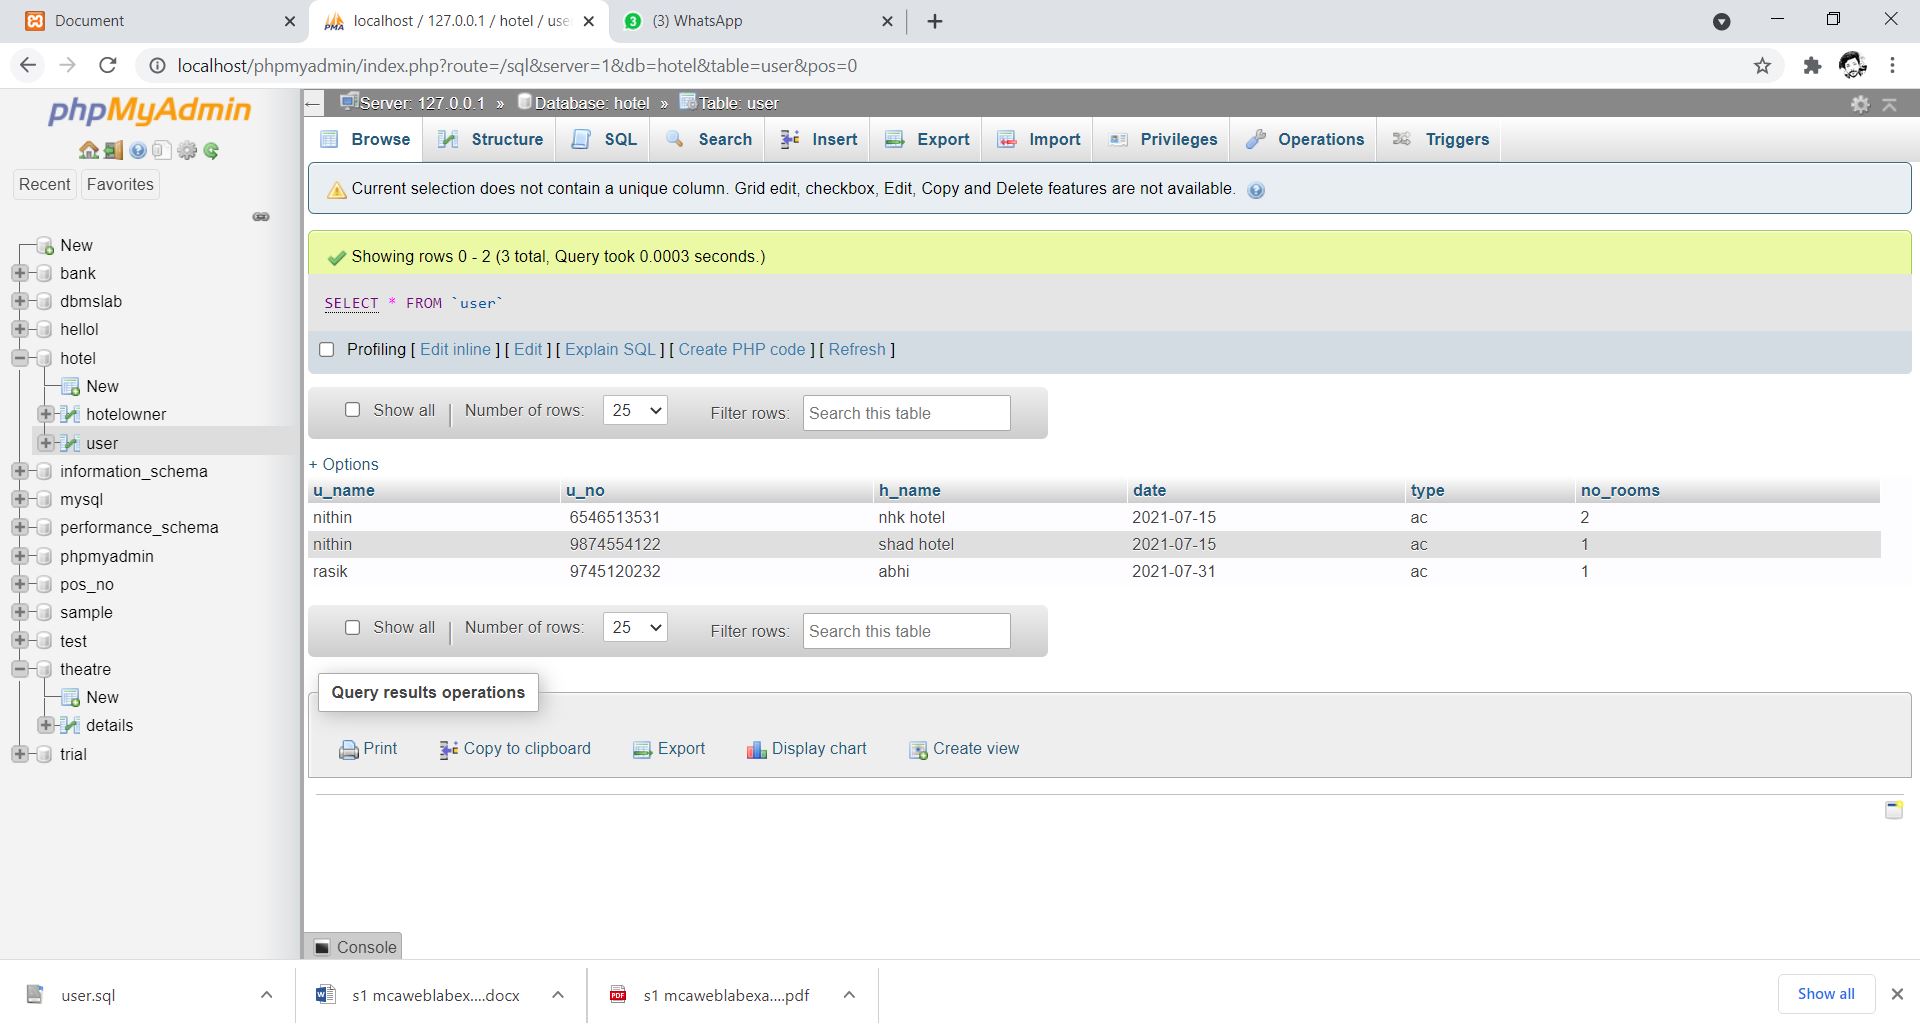 Document
localhost / 127.0.0.1 / hotel / use
3 (3) WhatsApp
localhost/phpmyadmin/index.php?route=/sql&server=1&db=hotel&table=user&pos=0
phpMyAdmin
Recent Favorites
New
bank
dbmslab
hellol
hotel
New
hotelowner
user
information_schema
mysql
performance_schema
phpmyadmin
pos_no
sample
test
theatre
New
details
trial
Server: 127.0.0.1 » Database: hotel » Table: user
Browse Structure SQL Search Insert Export Import Privileges Operations Triggers
Current selection does not contain a unique column. Grid edit, checkbox, Edit, Copy and Delete features are not available.
Showing rows 0 - 2 (3 total, Query took 0.0003 seconds.)
SELECT * FROM `user`
Profiling [ Edit inline ] [ Edit ] [ Explain SQL ] [ Create PHP code ] [ Refresh ]
Show all | Number of rows: 25 Filter rows: Search this table
+ Options
u_name u_no h_name date type no_rooms
nithin 6546513531 nhk hotel 2021-07-15 ac 2
nithin 9874554122 shad hotel 2021-07-15 ac 1
rasik 9745120232 abhi 2021-07-31 ac 1
Show all | Number of rows: 25 Filter rows: Search this table
Query results operations
Print Copy to clipboard Export Display chart Create view
Console
user.sql s1 mcaweblabex....docx s1 mcaweblabexa....pdf Show all